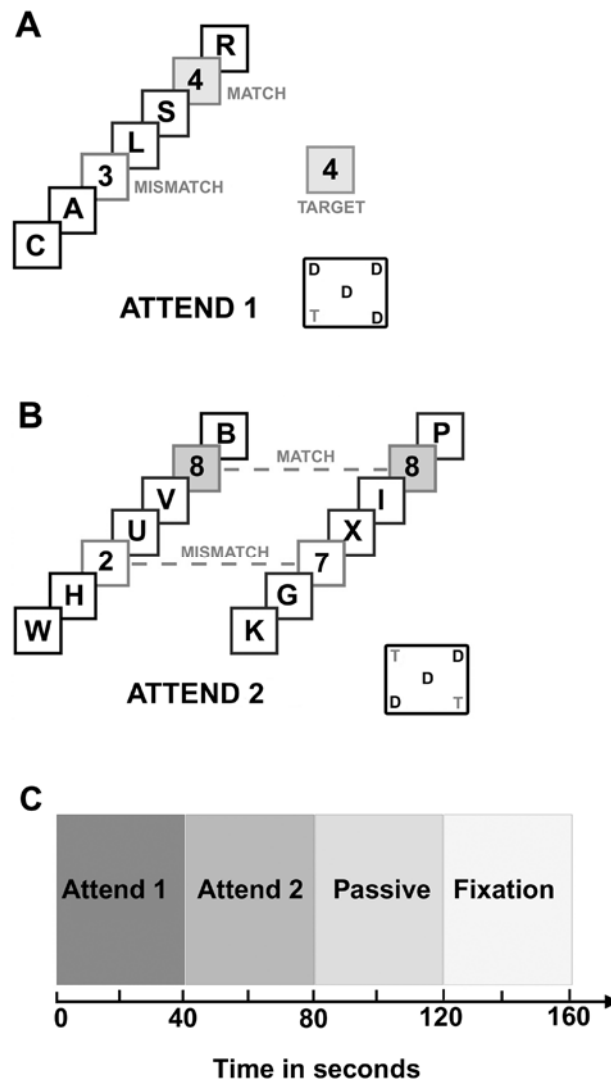 A
R
4
MATCH
S
L
3
MISMATCH
A
C
4
TARGET
ATTEND 1
D D
D
T D
B
B P
8 MATCH 8
V I
U X
2 MISMATCH 7
H G
W K
ATTEND 2
T D
D
D T
C
Attend 1 Attend 2 Passive Fixation
0 40 80 120 160
Time in seconds